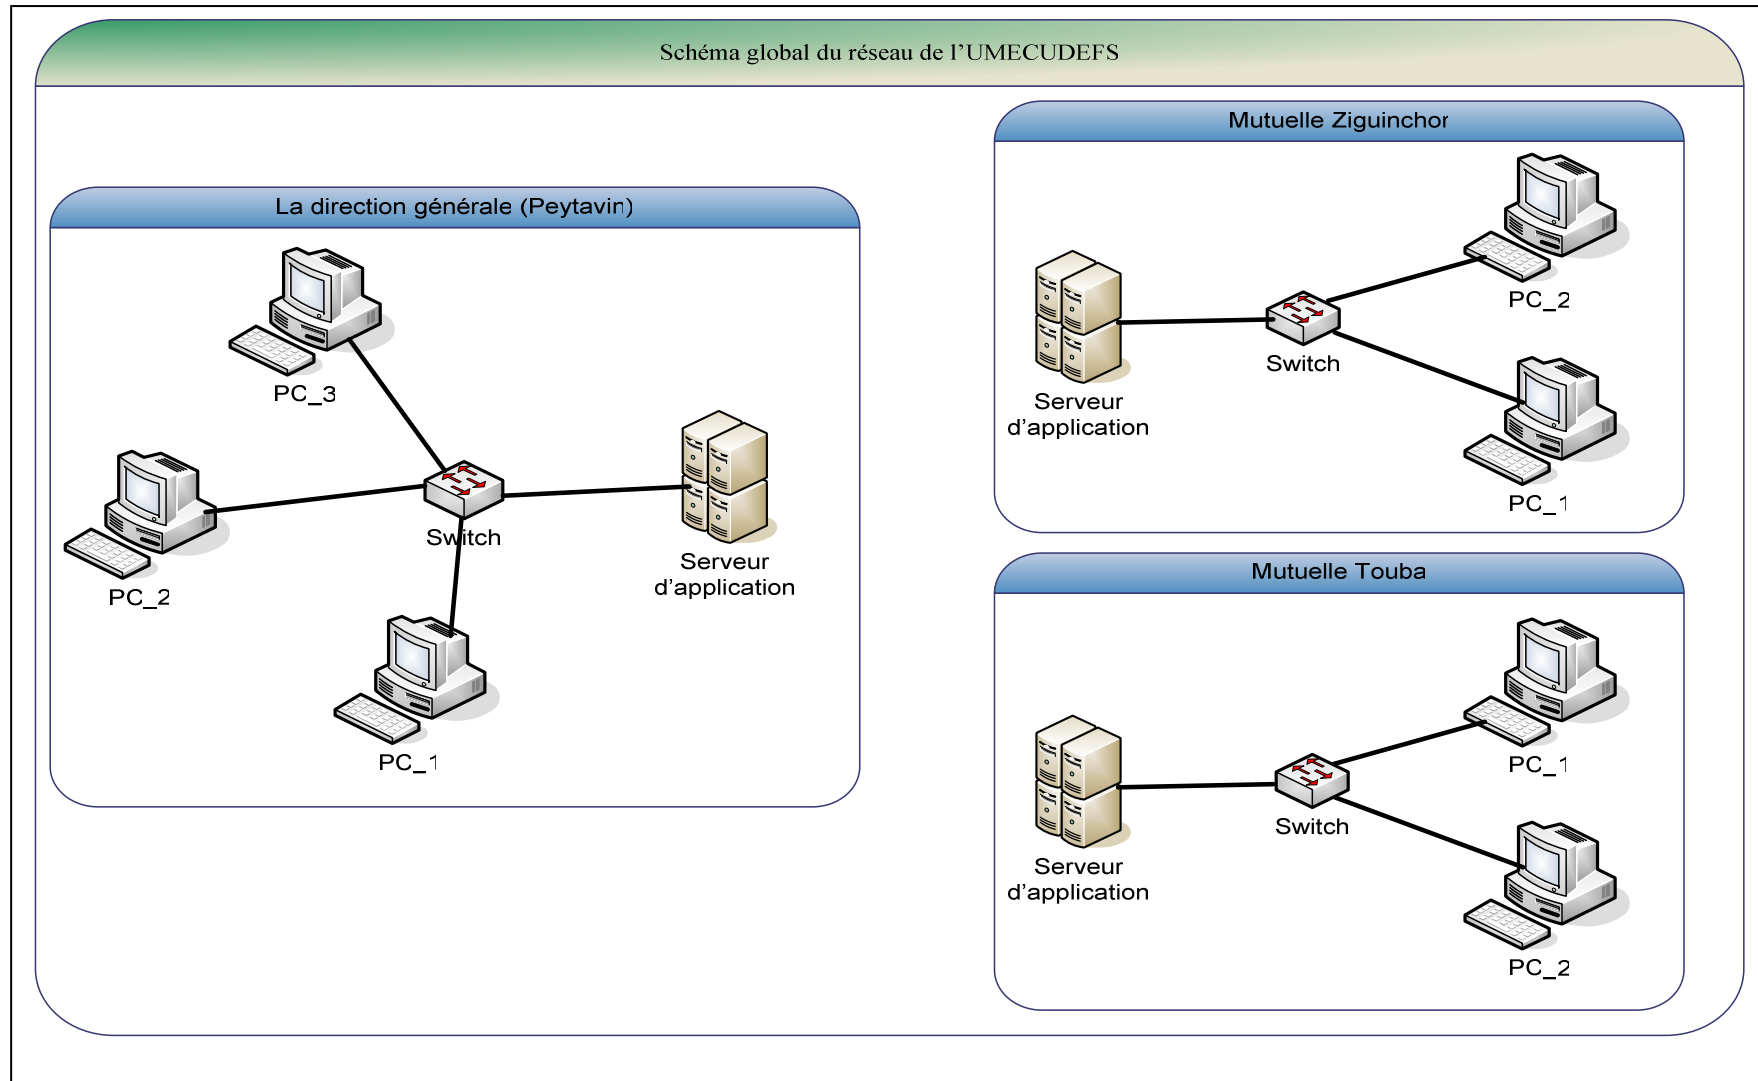 Schéma global du réseau de l'UMECUDEFS
La direction générale (Peytavin)
PC_3
PC_2
Switch
PC_1
Serveur
d'application
Mutuelle Ziguinchor
PC_2
Switch
Serveur
d'application
PC_1
Mutuelle Touba
PC_1
Switch
Serveur
d'application
PC_2